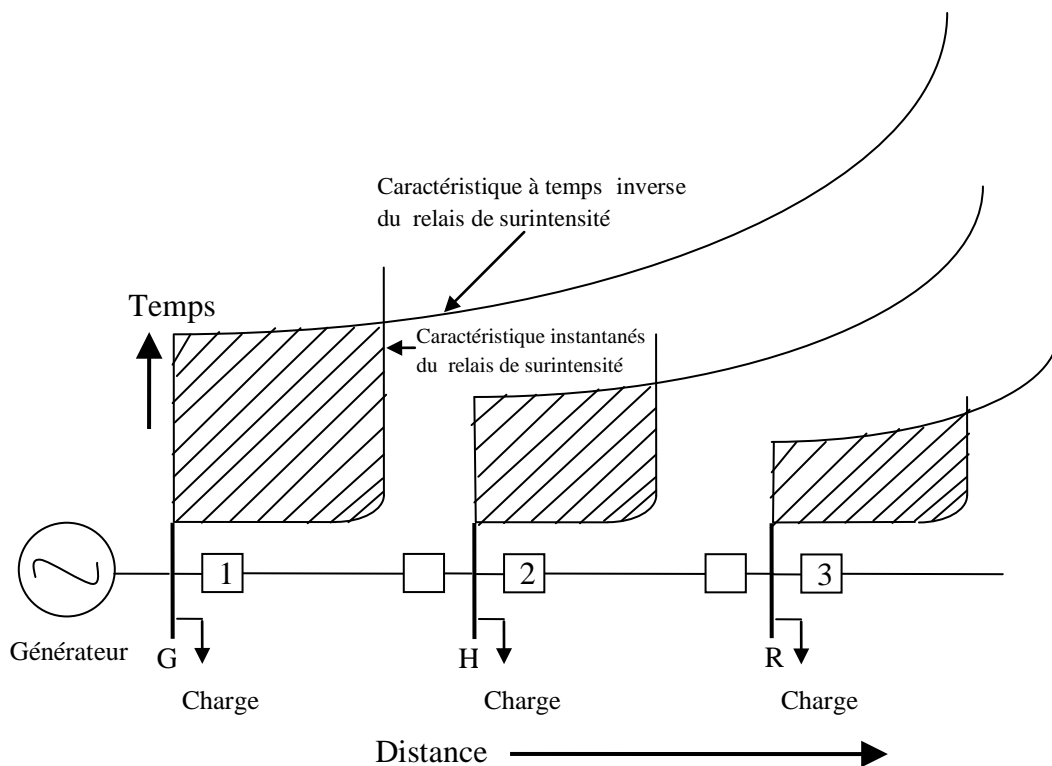 Caractéristique à temps inverse
du relais de surintensité
Temps
Caractéristique instantanés
du relais de surintensité
1
2
3
Générateur
G
H
R
Charge
Charge
Charge
Distance